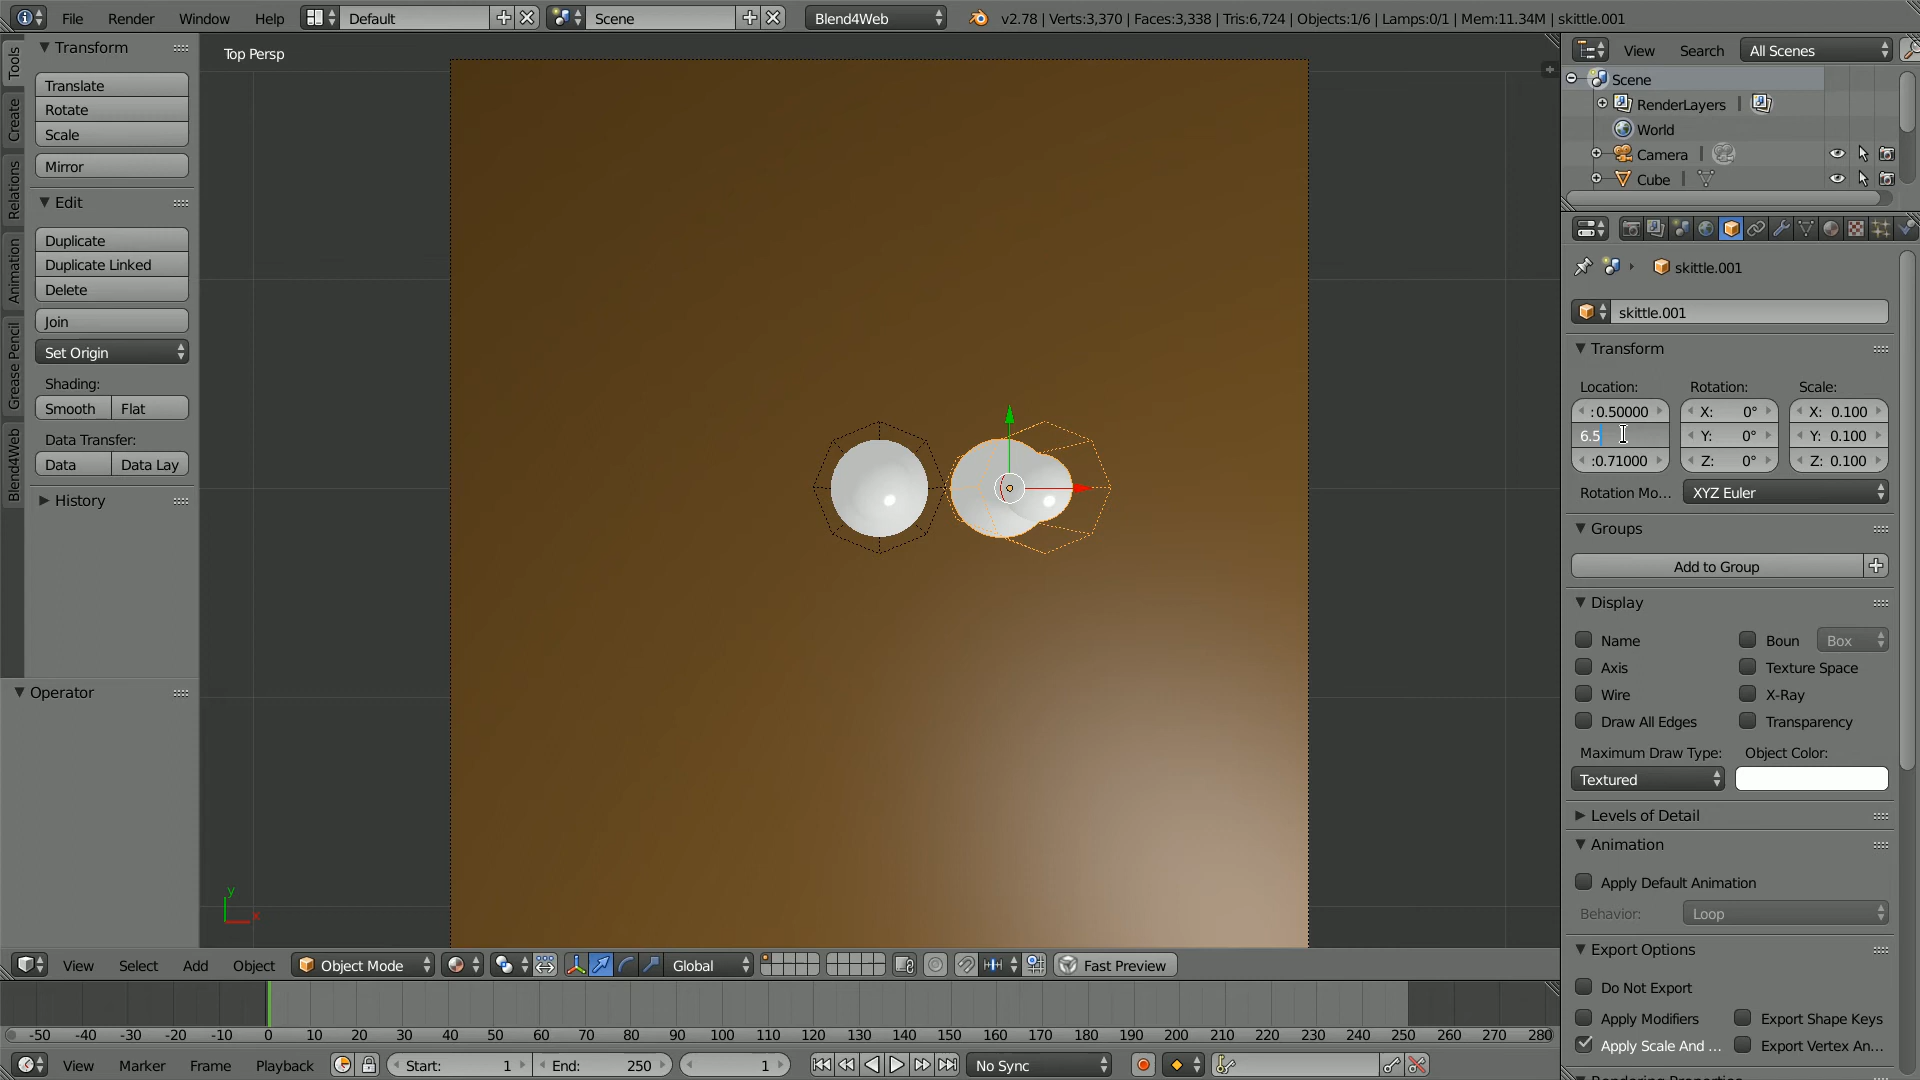 File Render Window Help Default Scene Blend4Web v2.78 | Verts:3,370 | Faces:3,338 | Tris:6,724 | Objects:1/6 | Lamps:0/1 | Mem:11.34M | skittle.001
Tools
Create
Relations
Animation
Grease Pencil
Blend4Web
Transform
Translate
Rotate
Scale
Mirror
Edit
Duplicate
Duplicate Linked
Delete
Join
Set Origin
Shading:
Smooth Flat
Data Transfer:
Data Data Lay
History
Operator
Top Persp
y
x
View Search All Scenes
Scene
RenderLayers |
World
Camera |
Cube |
skittle.001
skittle.001
Transform
Location: Rotation: Scale:
:0.50000 X: 0° X: 0.100
6.5 Y: 0° Y: 0.100
:0.71000 Z: 0° Z: 0.100
Rotation Mo... XYZ Euler
Groups
Add to Group
Display
Name Boun Box
Axis Texture Space
Wire X-Ray
Draw All Edges Transparency
Maximum Draw Type: Object Color:
Textured
Levels of Detail
Animation
Apply Default Animation
Behavior: Loop
Export Options
Do Not Export
Apply Modifiers Export Shape Keys
Apply Scale And ... Export Vertex An...
View Select Add Object Object Mode Global Fast Preview
-50 -40 -30 -20 -10 0 10 20 30 40 50 60 70 80 90 100 110 120 130 140 150 160 170 180 190 200 210 220 230 240 250 260 270 280
View Marker Frame Playback Start: 1 End: 250 1 No Sync